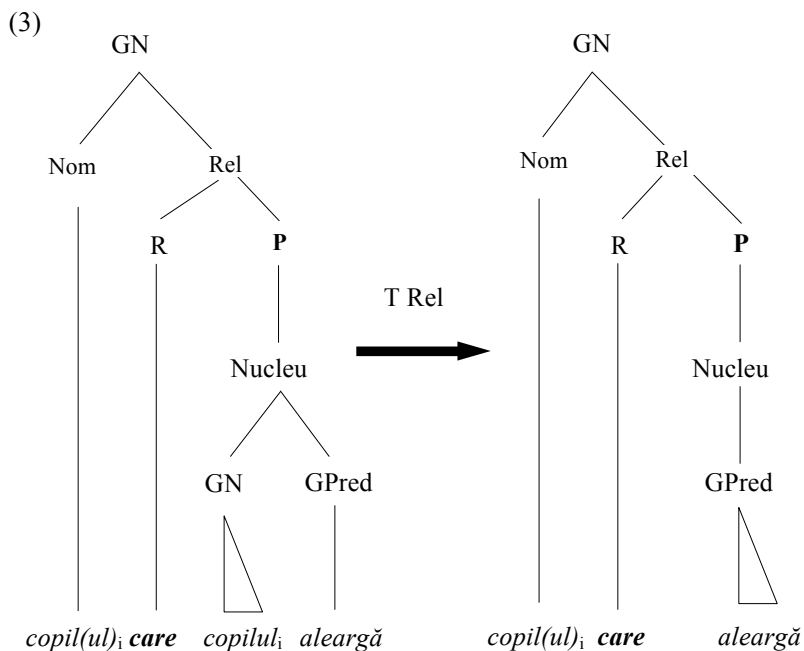 (3)
GN GN
Nom Rel Nom Rel
R P R P
T Rel
Nucleu Nucleu
GN GPred GPred
copil(ul)i care copiluli aleargă copil(ul)i care aleargă